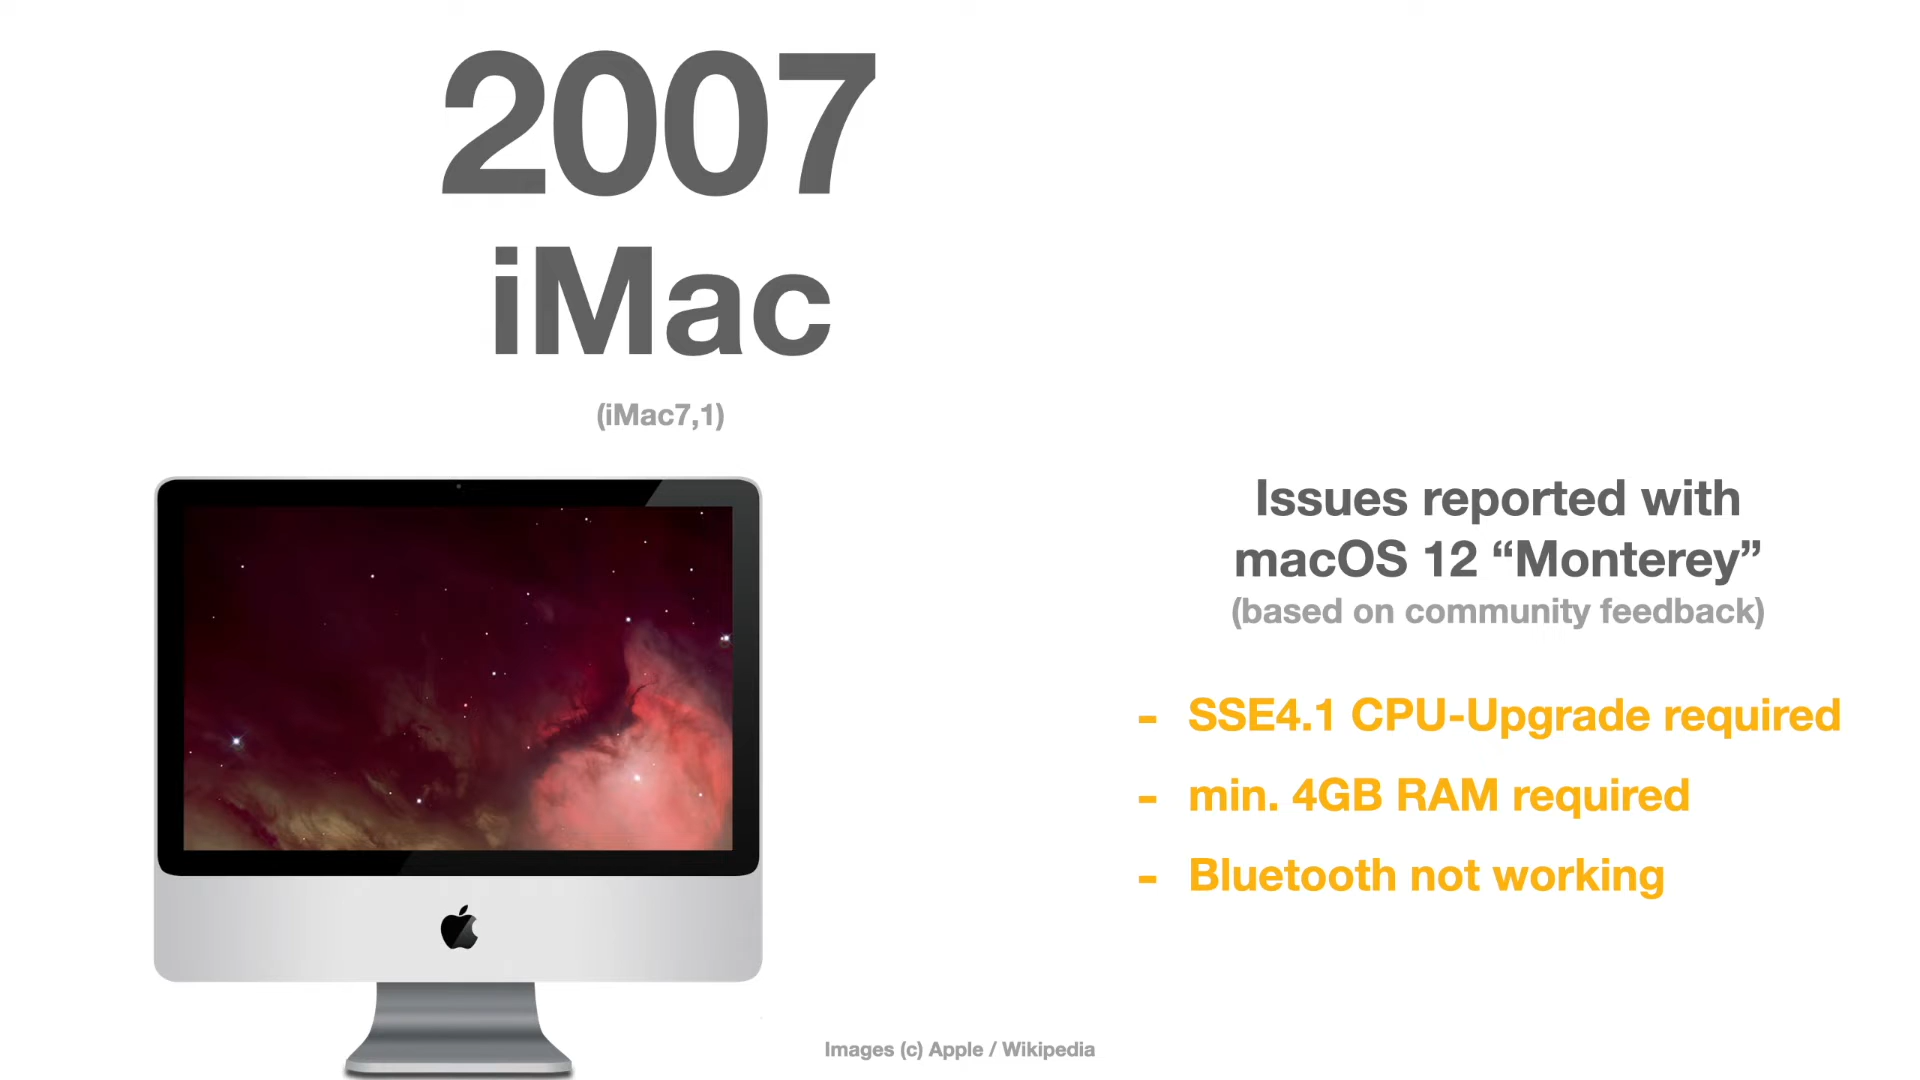 2007
iMac
(iMac7,1)
Issues reported with
macOS 12 “Monterey”
(based on community feedback)
- SSE4.1 CPU-Upgrade required
- min. 4GB RAM required
- Bluetooth not working
Images (c) Apple / Wikipedia